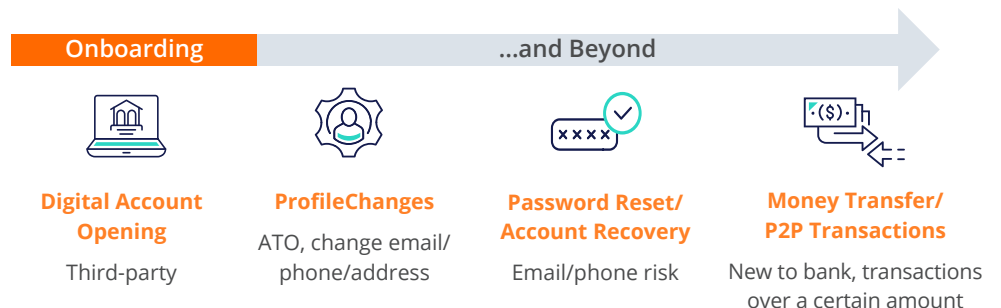 Onboarding
...and Beyond
($)
xxxx
Digital Account
Opening
Third-party
ProfileChanges
ATO, change email/
phone/address
Password Reset/
Account Recovery
Email/phone risk
Money Transfer/
P2P Transactions
New to bank, transactions
over a certain amount